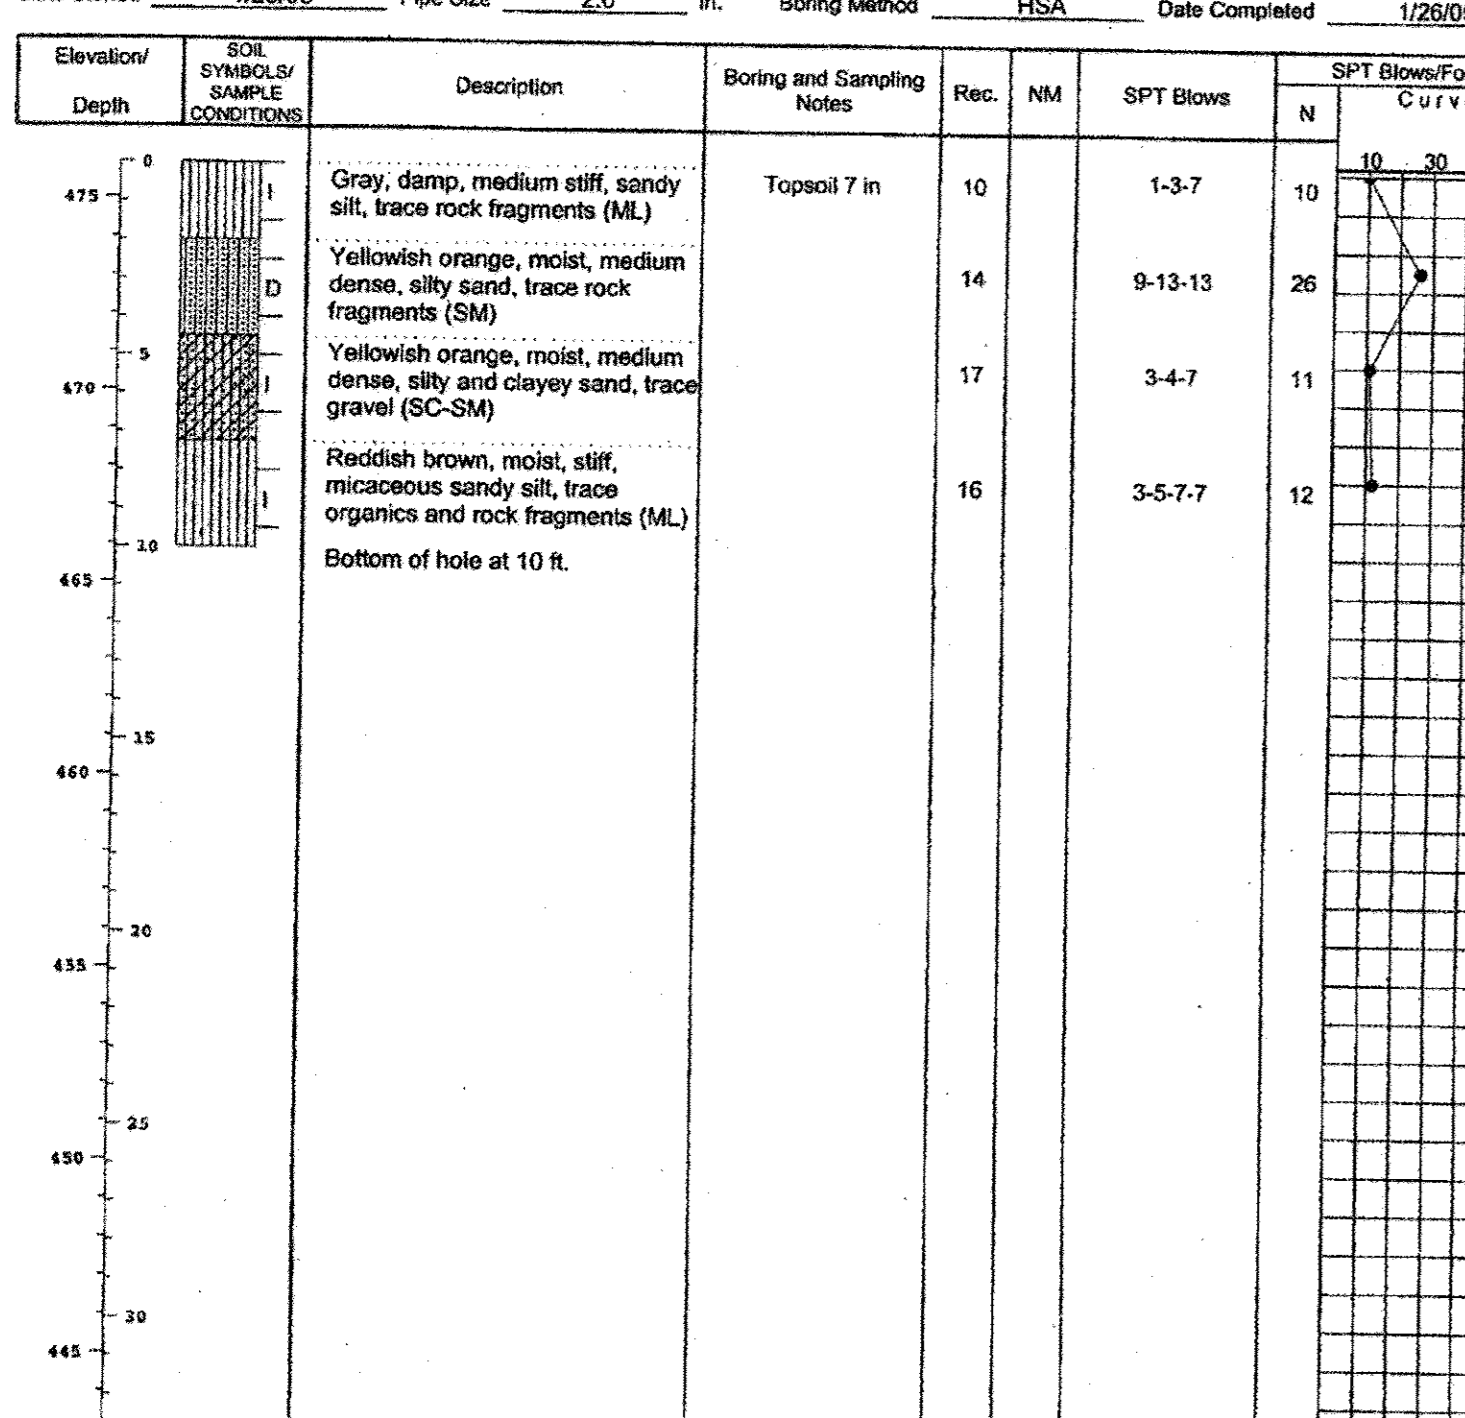 Pipe Size 2.0 in. Boring Method HSA Date Completed 1/26/0
Elevation/
Depth
SOIL
SYMBOLS/
SAMPLE
CONDITIONS
Description
Boring and Sampling
Notes
Rec.
NM
SPT Blows
SPT Blows/Fo
N
Curv
10 30
0
475
5
470
10
465
15
460
20
455
25
450
30
445
I
D
I
I
Gray, damp, medium stiff, sandy
silt, trace rock fragments (ML)
Topsoil 7 in
10
1-3-7
10
Yellowish orange, moist, medium
dense, silty sand, trace rock
fragments (SM)
14
9-13-13
26
Yellowish orange, moist, medium
dense, silty and clayey sand, trace
gravel (SC-SM)
17
3-4-7
11
Reddish brown, moist, stiff,
micaceous sandy silt, trace
organics and rock fragments (ML)
16
3-5-7-7
12
Bottom of hole at 10 ft.